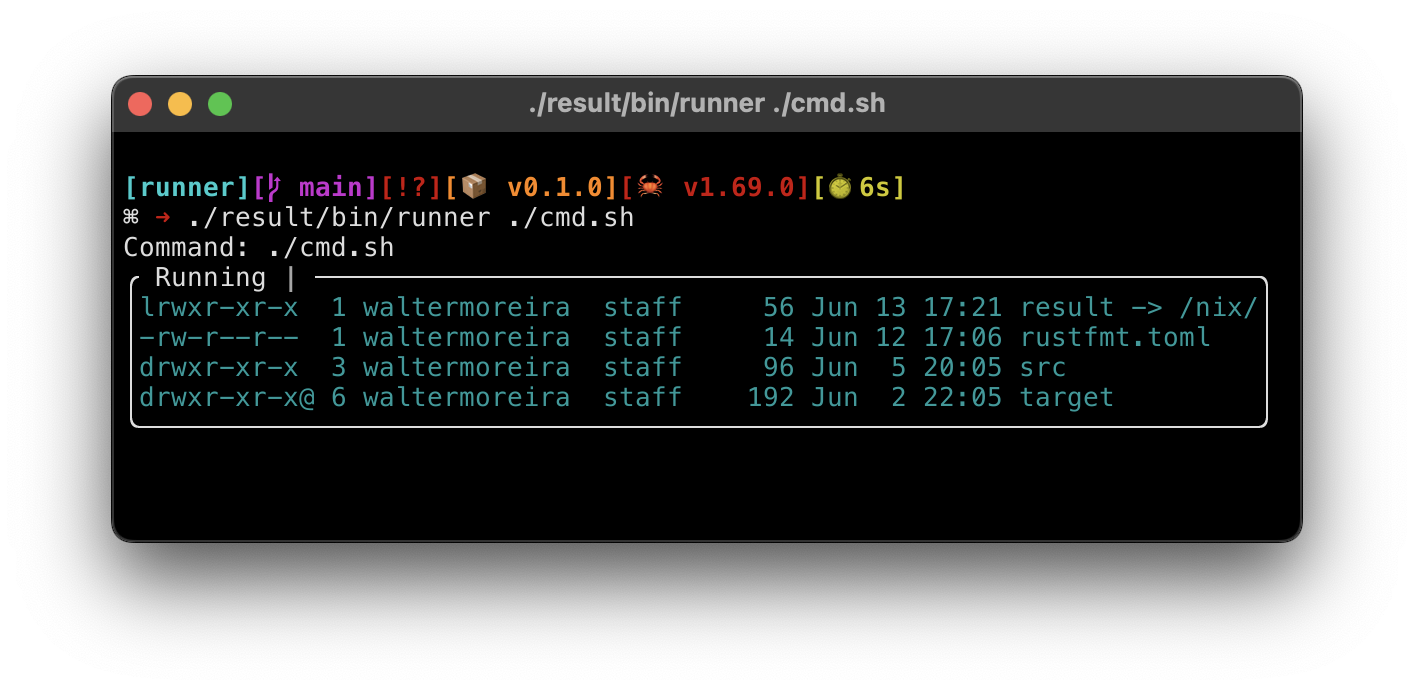 ./result/bin/runner ./cmd.sh
[runner][ main][!?][📦 v0.1.0][🦀 v1.69.0][⏱ 6s]
⌘ ➜ ./result/bin/runner ./cmd.sh
Command: ./cmd.sh
Running |
lrwxr-xr-x  1 waltermoreira  staff     56 Jun 13 17:21 result -> /nix/
-rw-r--r--  1 waltermoreira  staff     14 Jun 12 17:06 rustfmt.toml
drwxr-xr-x  3 waltermoreira  staff     96 Jun  5 20:05 src
drwxr-xr-x@ 6 waltermoreira  staff    192 Jun  2 22:05 target